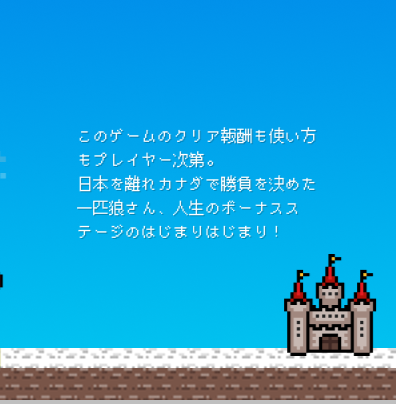 このゲームのクリア報酬も使い方
もプレイヤー次第。
日本を離れカナダで勝負を決めた
一匹狼さん、人生のボーナスス
テージのはじまりはじまり！